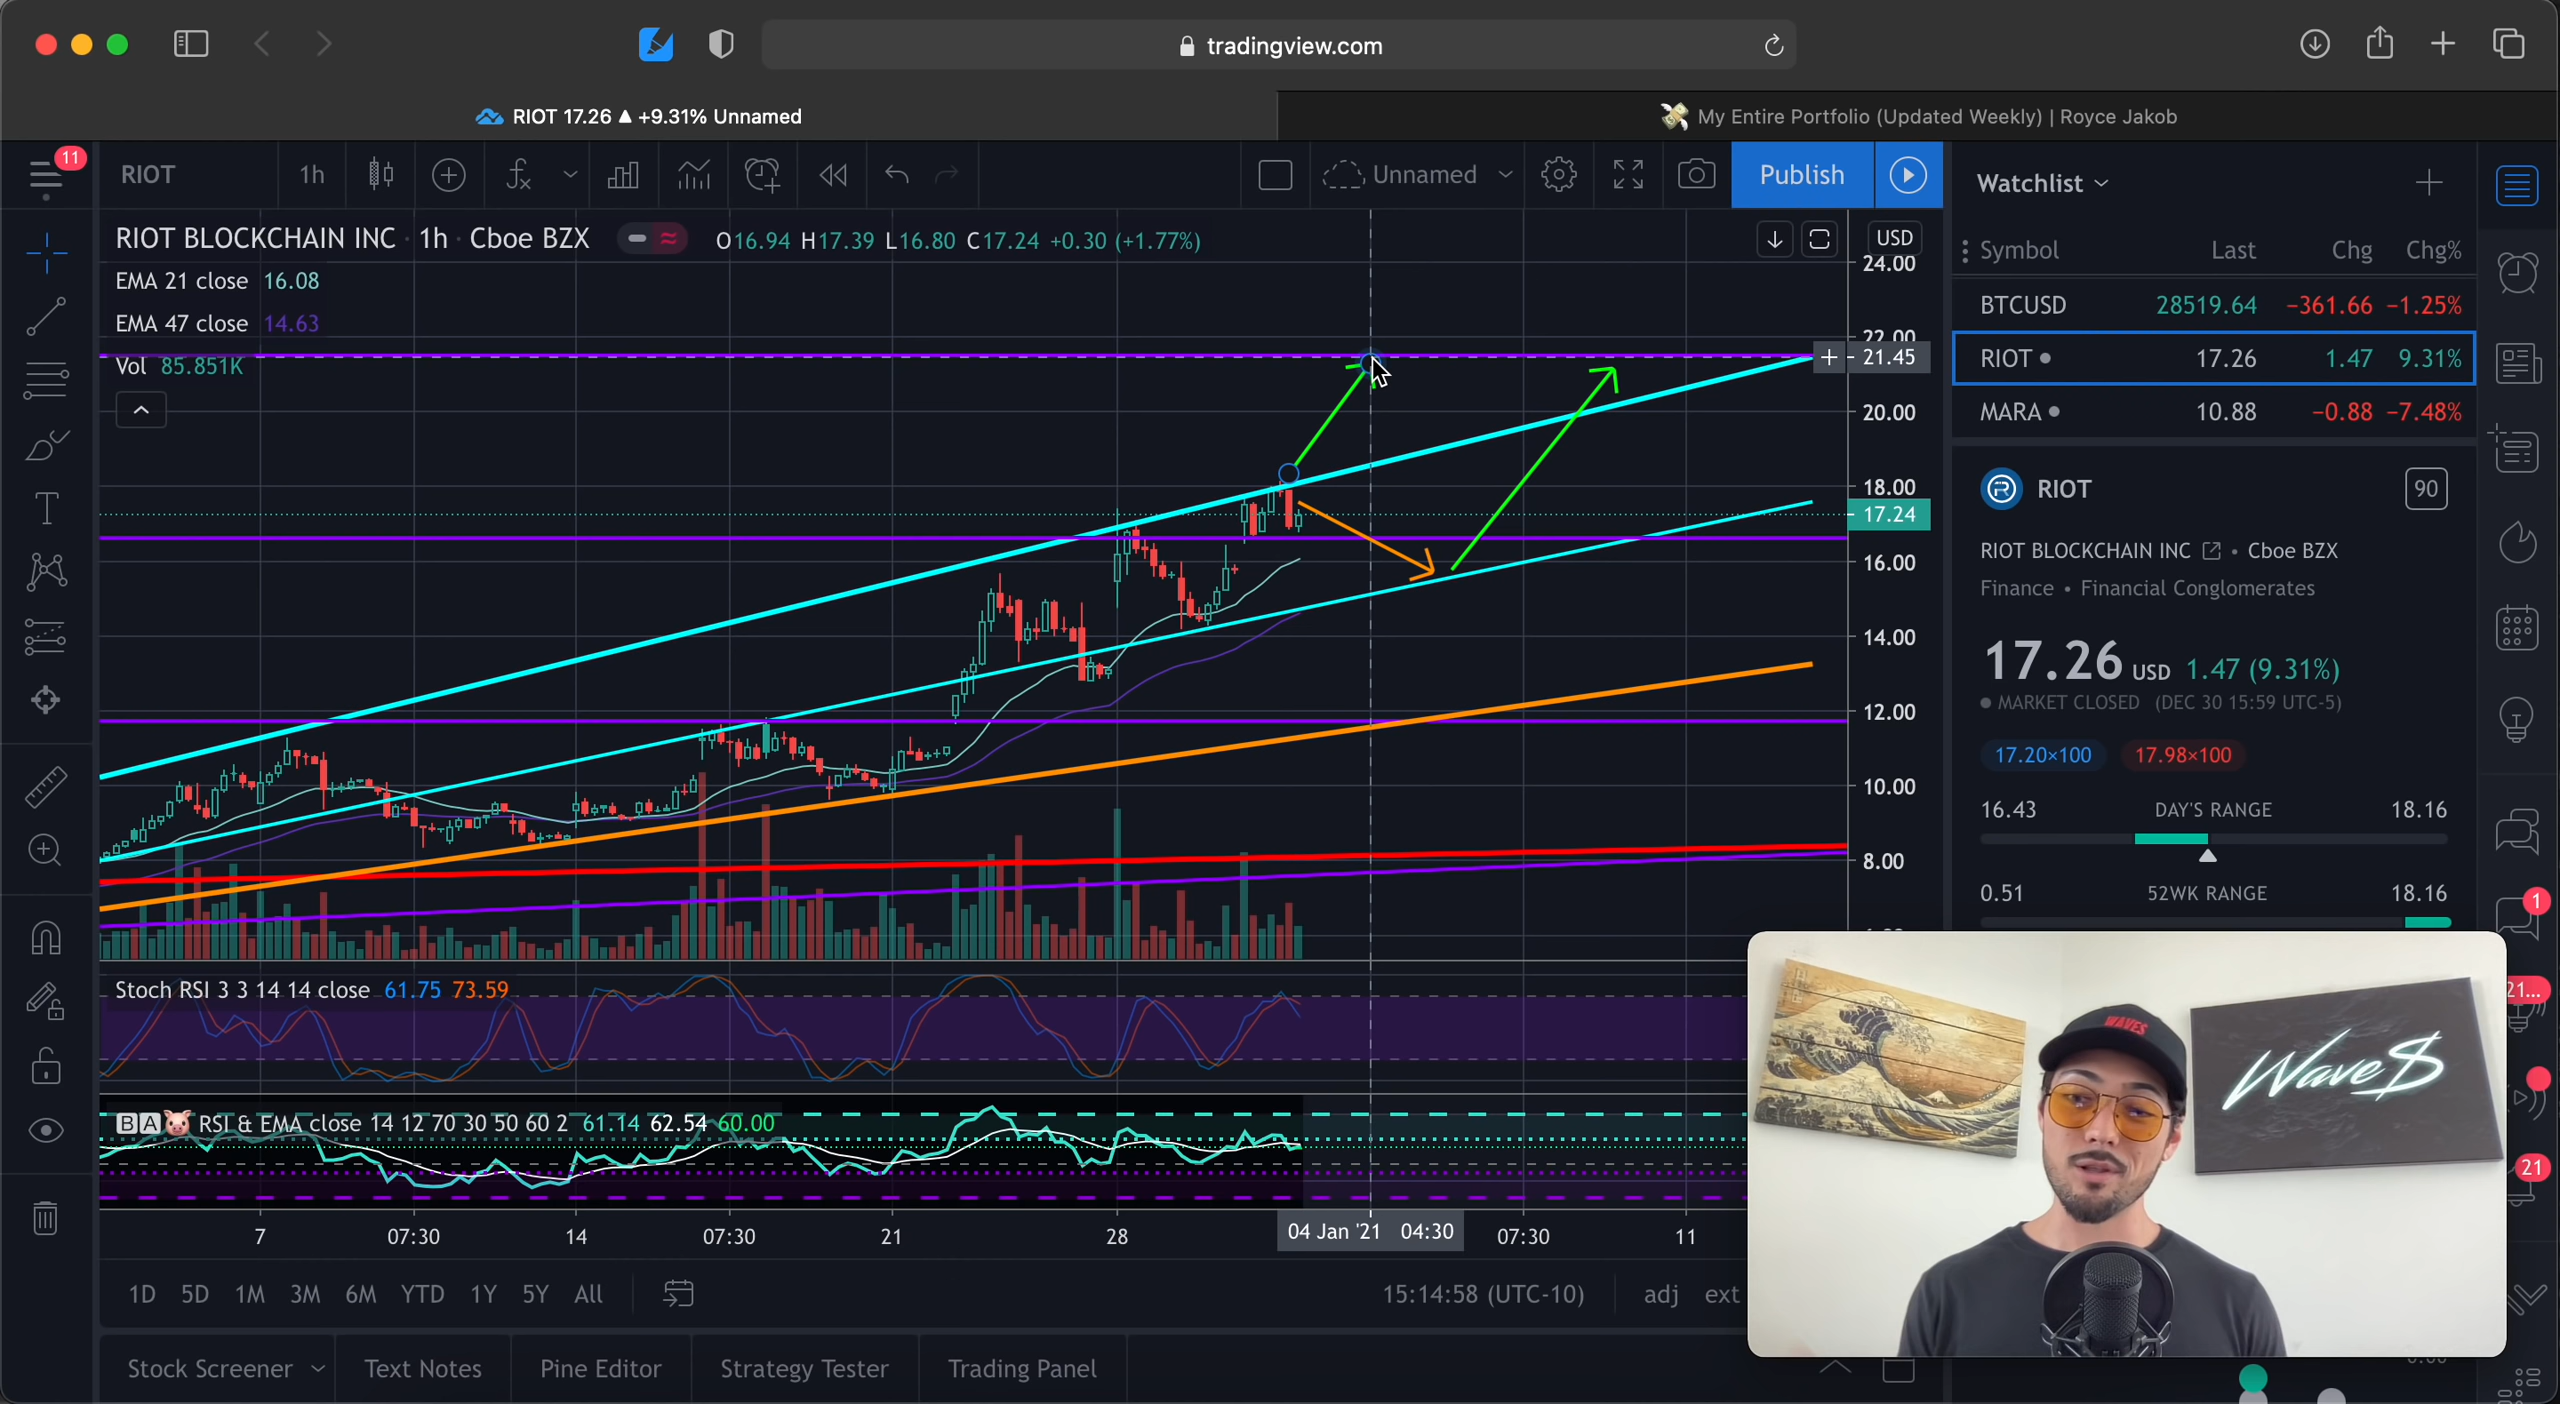 tradingview.com
RIOT 17.26 ▲ +9.31% Unnamed
My Entire Portfolio (Updated Weekly) | Royce Jakob
11
RIOT
1h
Unnamed
Publish
Watchlist
RIOT BLOCKCHAIN INC · 1h · Cboe BZX
O16.94 H17.39 L16.80 C17.24 +0.30 (+1.77%)
USD
EMA 21 close 16.08
EMA 47 close 14.63
Vol 85.851K
24.00
22.00
21.45
20.00
18.00
17.24
16.00
14.00
12.00
10.00
8.00
Symbol Last Chg Chg%
BTCUSD 28519.64 −361.66 −1.25%
RIOT 17.26 1.47 9.31%
MARA 10.88 −0.88 −7.48%
RIOT
90
RIOT BLOCKCHAIN INC • Cboe BZX
Finance • Financial Conglomerates
17.26 USD 1.47 (9.31%)
MARKET CLOSED (DEC 30 15:59 UTC-5)
17.20×100 17.98×100
16.43 DAY'S RANGE 18.16
0.51 52WK RANGE 18.16
1
21...
21
Stoch RSI 3 3 14 14 close 61.75 73.59
BA RSI & EMA close 14 12 70 30 50 60 2 61.14 62.54 60.00
7 07:30 14 07:30 21 28 04 Jan '21 04:30 07:30 11
1D 5D 1M 3M 6M YTD 1Y 5Y All
15:14:58 (UTC-10) adj ext
Stock Screener Text Notes Pine Editor Strategy Tester Trading Panel
WAVES
Wave$